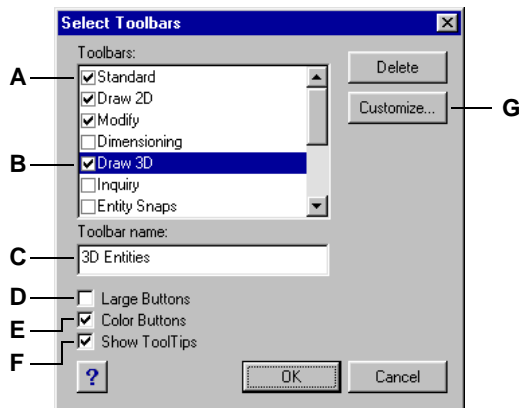 Select Toolbars
Toolbars:
A
Standard
Delete
Draw 2D
Modify
Customize...
G
Dimensioning
B
Draw 3D
Inquiry
Entity Snaps
Toolbar name:
C
3D Entities
D
Large Buttons
E
Color Buttons
F
Show ToolTips
?
OK
Cancel